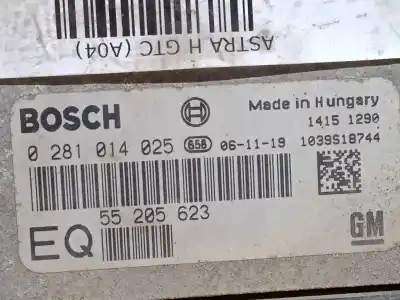 ASTRA H GTC (A04)
BOSCH
Made in Hungary
1415 1290
0 281 014 025 658 06-11-19 1039S18744
55 205 623
EQ
GM